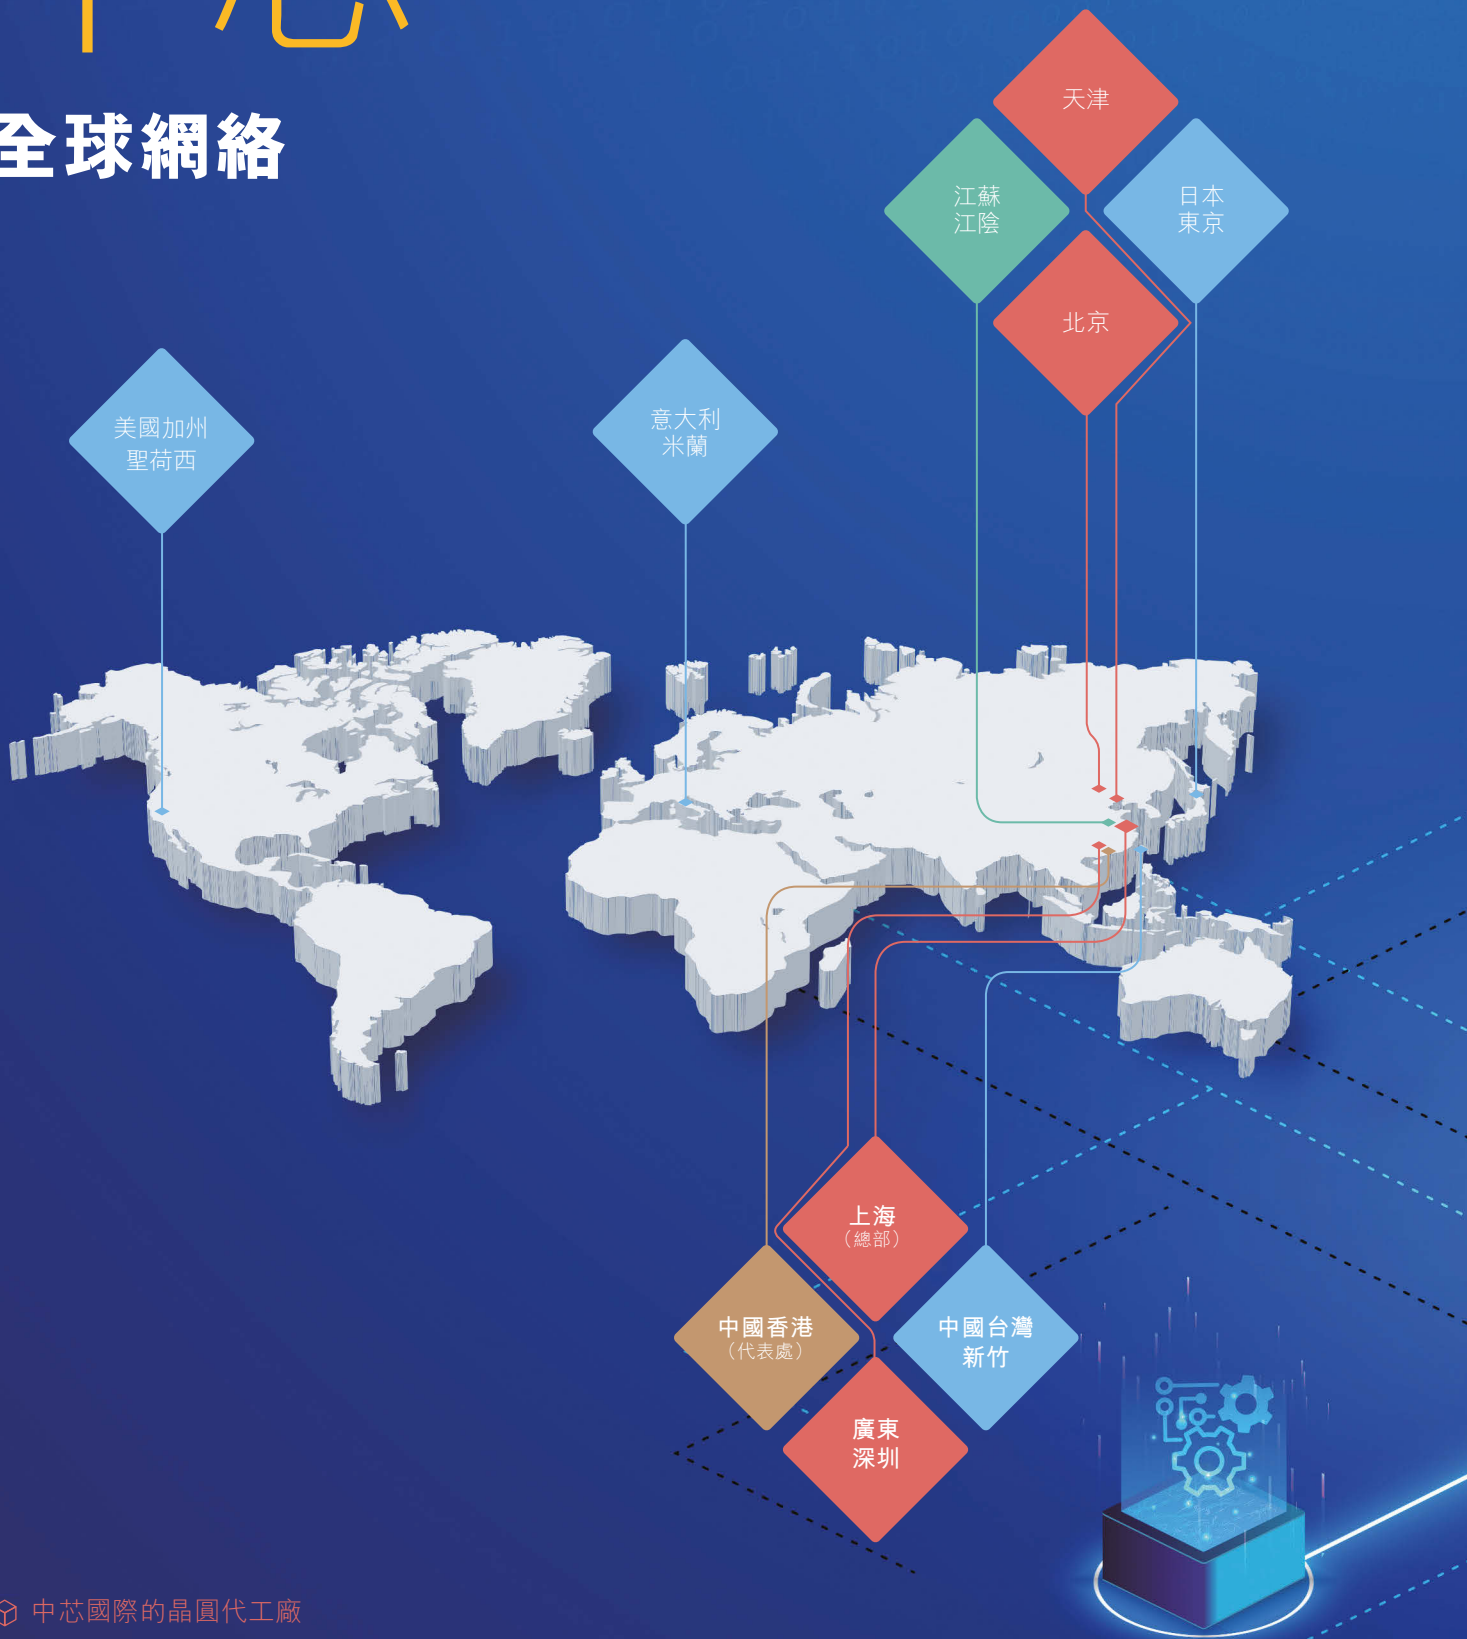 全球網絡
天津
江蘇
江陰
日本
東京
北京
美國加州
聖荷西
意大利
米蘭
上海
（總部）
中國香港
（代表處）
中國台灣
新竹
廣東
深圳
中芯國際的晶圓代工廠